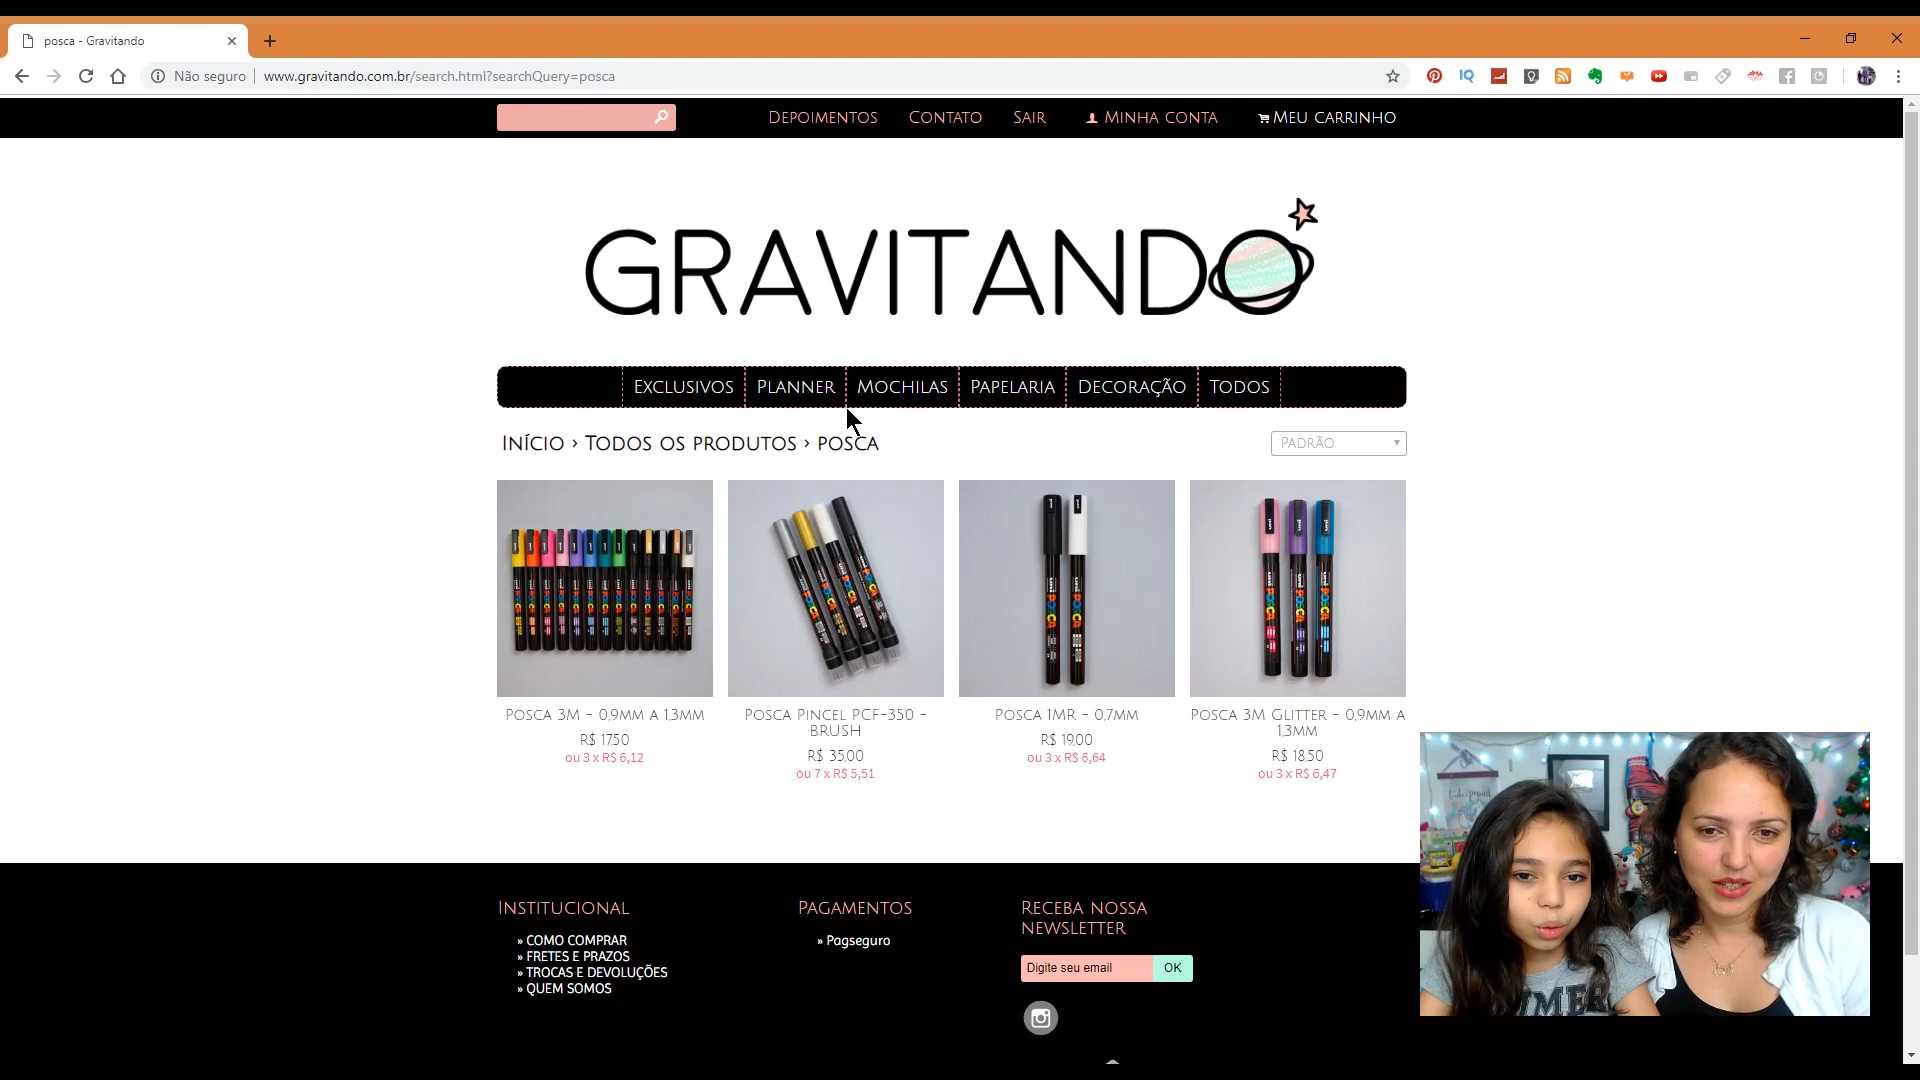 posca - Gravitando
Não seguro
www.gravitando.com.br/search.html?searchQuery=posca
DEPOIMENTOS
CONTATO
SAIR
MINHA CONTA
MEU CARRINHO
GRAVITANDO
EXCLUSIVOS
PLANNER
MOCHILAS
PAPELARIA
DECORAÇÃO
TODOS
INÍCIO › TODOS OS PRODUTOS › POSCA
PADRÃO
POSCA 3M - 0,9MM A 1,3MM
R$ 17,50
ou 3 x R$ 6,12
POSCA PINCEL PCF-350 -
BRUSH
R$ 35,00
ou 7 x R$ 5,51
POSCA 1MR - 0,7MM
R$ 19,00
ou 3 x R$ 6,64
POSCA 3M GLITTER - 0,9MM A
1,3MM
R$ 18,50
ou 3 x R$ 6,47
INSTITUCIONAL
» COMO COMPRAR
» FRETES E PRAZOS
» TROCAS E DEVOLUÇÕES
» QUEM SOMOS
PAGAMENTOS
» Pagseguro
RECEBA NOSSA
NEWSLETTER
Digite seu email
OK